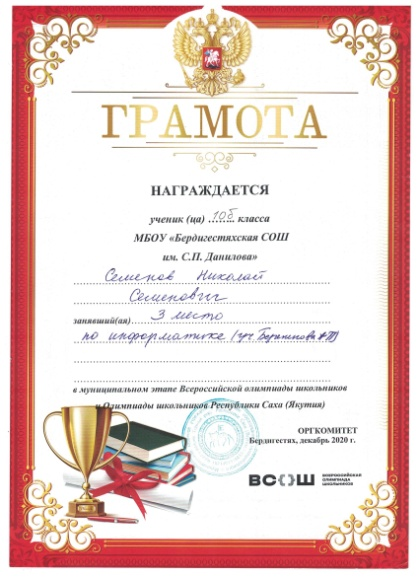 ГРАМОТА
НАГРАЖДАЕТСЯ
ученик (ца) 10б класса
МБОУ «Бердигестяхская СОШ
им. С.П. Данилова»
Семенов Николай
Семенович
занявший(ая) 3 место
по информатике (уч.
в муниципальном этапе Всероссийской олимпиады школьников
и Олимпиады школьников Республики Саха (Якутия)
ОРГКОМИТЕТ
Бердигестях, декабрь 2020 г.
ВСОШ
ВСЕРОССИЙСКАЯ
ОЛИМПИАДА
ШКОЛЬНИКОВ